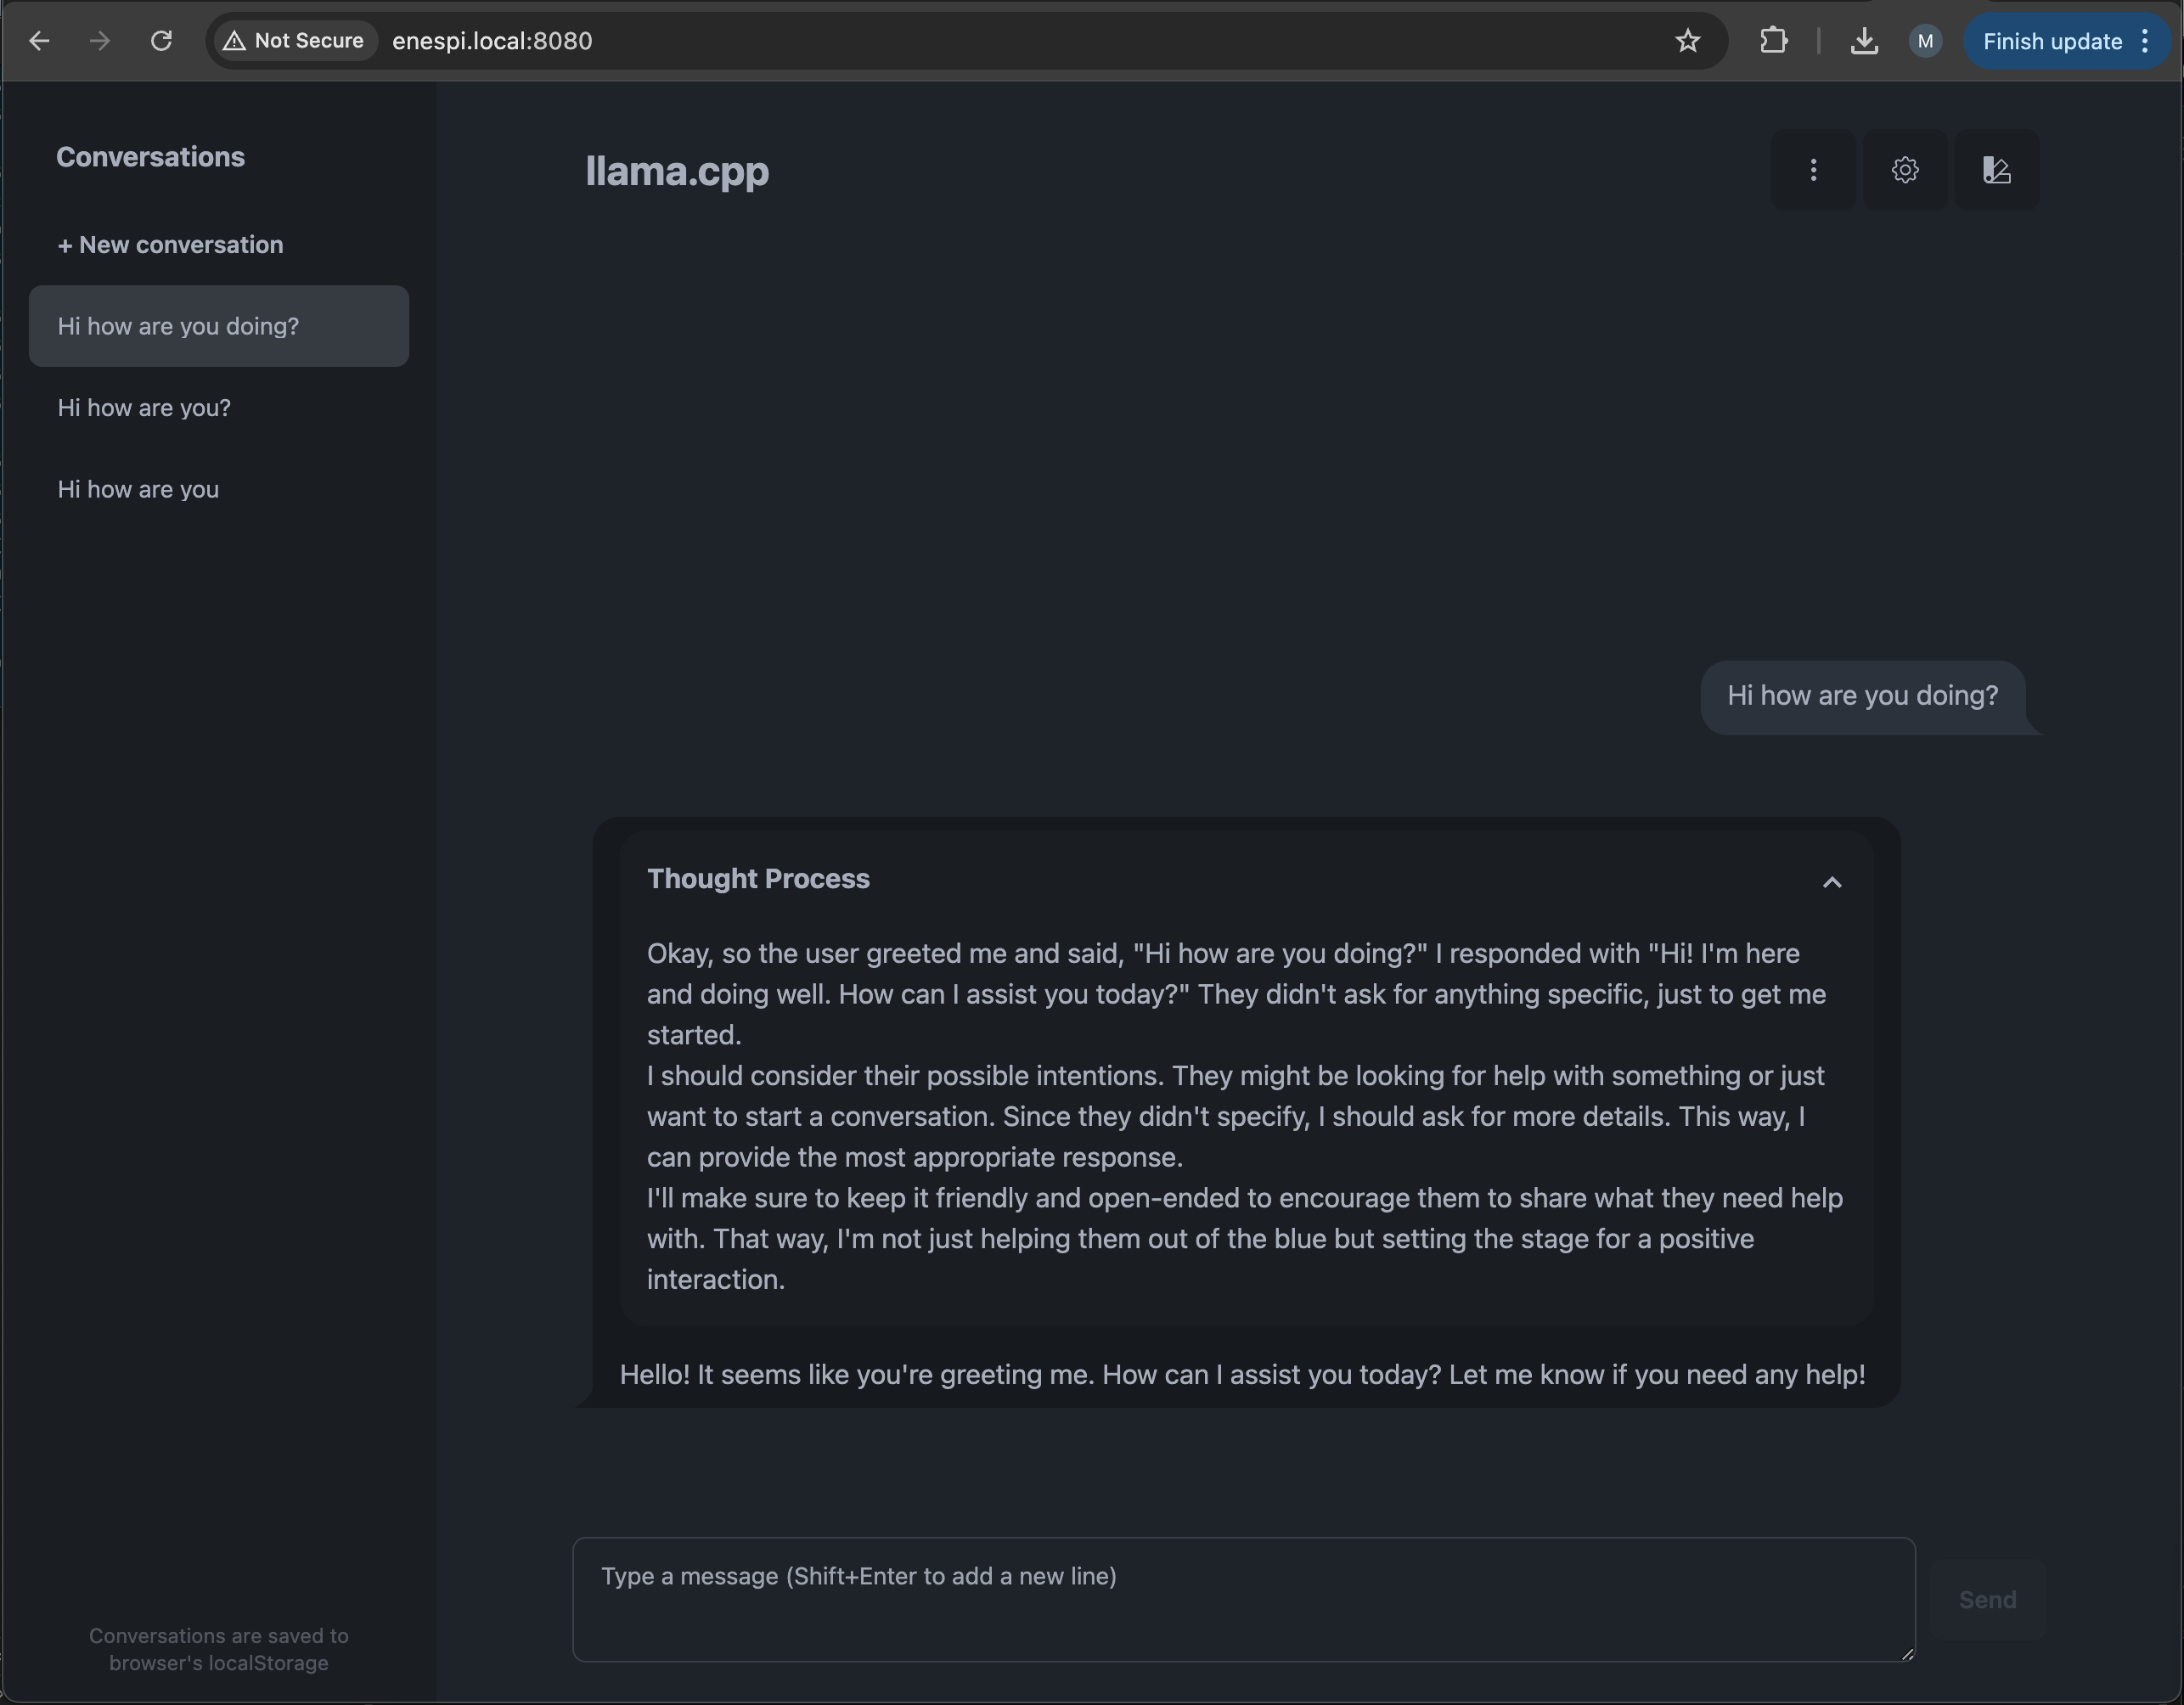 Not Secure enespi.local:8080 M Finish update
Conversations
+ New conversation
Hi how are you doing?
Hi how are you?
Hi how are you
Conversations are saved to
browser's localStorage
llama.cpp
Hi how are you doing?
Thought Process
Okay, so the user greeted me and said, "Hi how are you doing?" I responded with "Hi! I'm here
and doing well. How can I assist you today?" They didn't ask for anything specific, just to get me
started.
I should consider their possible intentions. They might be looking for help with something or just
want to start a conversation. Since they didn't specify, I should ask for more details. This way, I
can provide the most appropriate response.
I'll make sure to keep it friendly and open-ended to encourage them to share what they need help
with. That way, I'm not just helping them out of the blue but setting the stage for a positive
interaction.
Hello! It seems like you're greeting me. How can I assist you today? Let me know if you need any help!
Type a message (Shift+Enter to add a new line)
Send